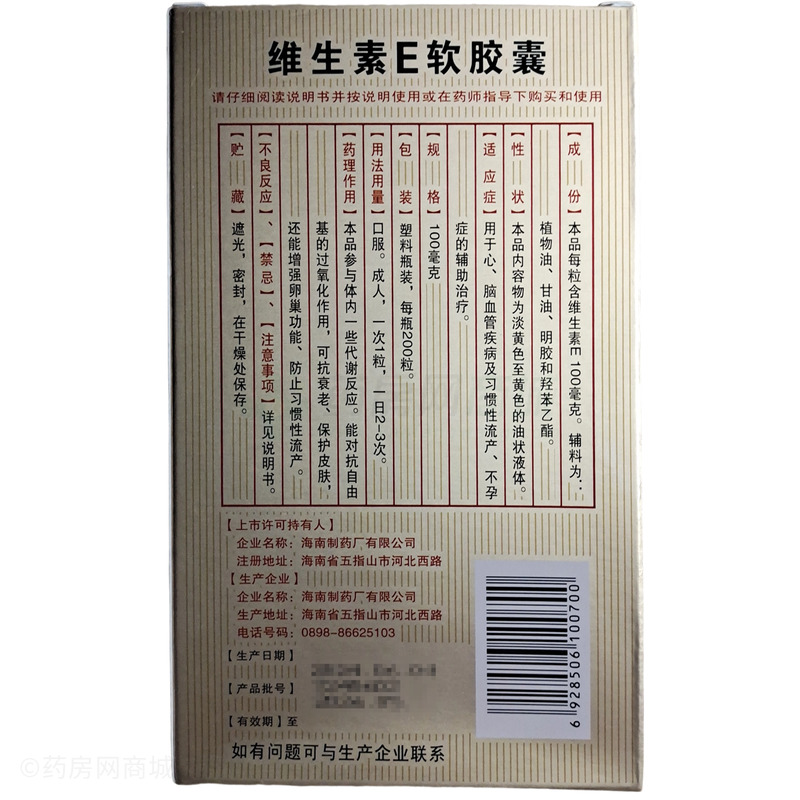 维生素E软胶囊
请仔细阅读说明书并按说明使用或在药师指导下购买和使用
【成份】本品每粒含维生素E 100毫克。辅料为：
植物油、甘油、明胶和羟苯乙酯。
【性状】本品内容物为淡黄色至黄色的油状液体。
【适应症】用于心、脑血管疾病及习惯性流产、不孕
症的辅助治疗。
【规格】100毫克
【包装】塑料瓶装，每瓶200粒。
【用法用量】口服。成人，一次1粒，一日2-3次。
【药理作用】本品参与体内一些代谢反应。能对抗自由
基的过氧化作用，可抗衰老、保护皮肤，
还能增强卵巢功能、防止习惯性流产。
【不良反应】、【禁忌】、【注意事项】详见说明书。
【贮藏】遮光，密封，在干燥处保存。
【上市许可持有人】
企业名称：海南制药厂有限公司
注册地址：海南省五指山市河北西路
【生产企业】
企业名称：海南制药厂有限公司
生产地址：海南省五指山市河北西路
电话号码：0898-86625103
【生产日期】
【产品批号】
【有效期】至
如有问题可与生产企业联系
6928506100700
©药房网商城